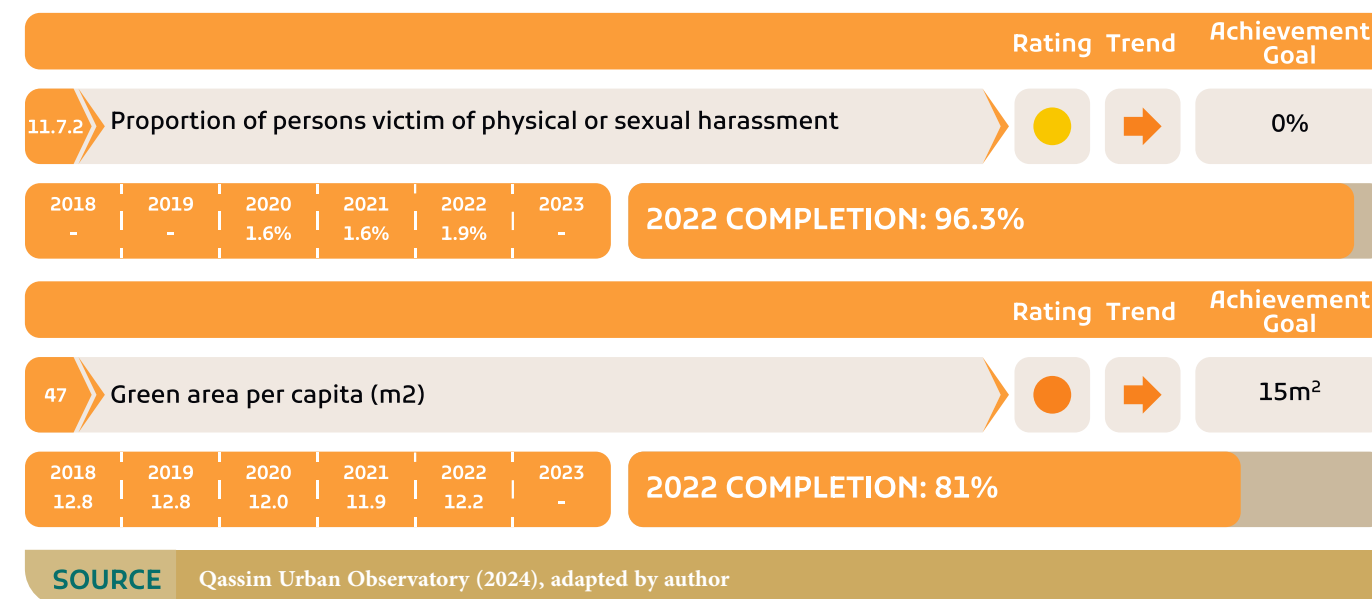 Rating Trend Achievement Goal
11.7.2 Proportion of persons victim of physical or sexual harassment 0%
2018 2019 2020 2021 2022 2023
- - 1.6% 1.6% 1.9% -
2022 COMPLETION: 96.3%
Rating Trend Achievement Goal
47 Green area per capita (m2) 15m²
2018 2019 2020 2021 2022 2023
12.8 12.8 12.0 11.9 12.2 -
2022 COMPLETION: 81%
SOURCE Qassim Urban Observatory (2024), adapted by author